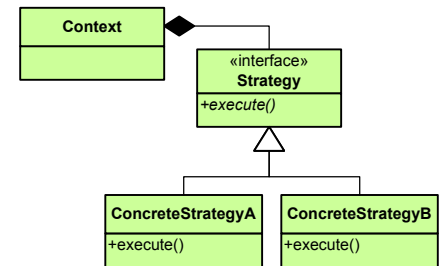 Context
«interface»
Strategy
+execute()
ConcreteStrategyA
+execute()
ConcreteStrategyB
+execute()